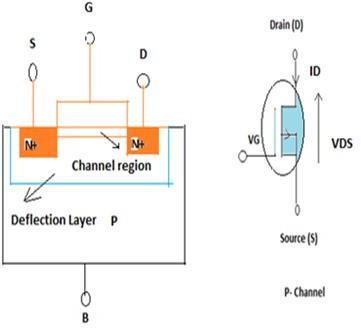 G
S
D
N+
N+
Channel region
Deflection Layer P
B
Drain (D)
ID
VG
VDS
Source (S)
P- Channel